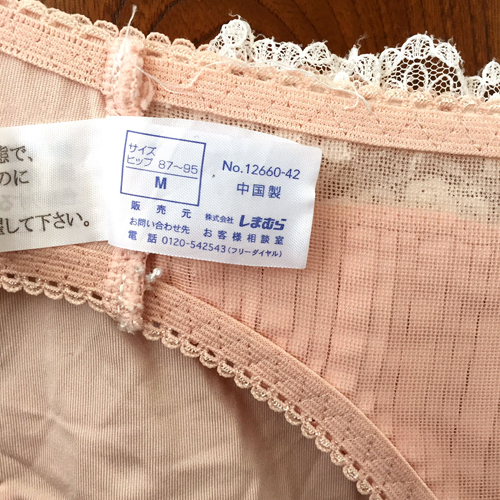 態で、
のに
して下さい。
サイズ
ヒップ 87～95
M
No.12660-42
中国製
販売元 株式会社 しまむら
お問い合わせ先 お客様相談室
電話 0120-542543 (フリーダイヤル)